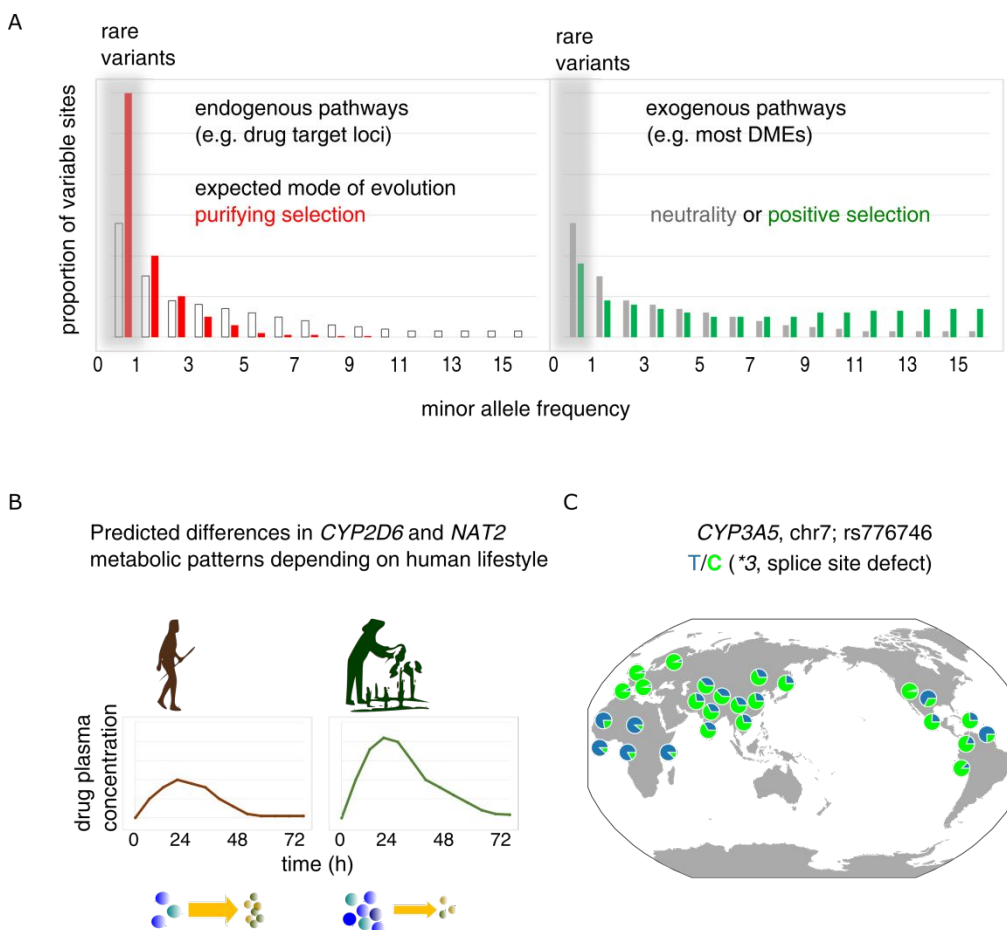 A
rare
variants
rare
variants
endogenous pathways
(e.g. drug target loci)
exogenous pathways
(e.g. most DMEs)
expected mode of evolution
purifying selection
neutrality or positive selection
proportion of variable sites
0 1 3 5 7 9 11 13 15
0 1 3 5 7 9 11 13 15
minor allele frequency
B
Predicted differences in CYP2D6 and NAT2
metabolic patterns depending on human lifestyle
drug plasma
concentration
0 24 48 72
0 24 48 72
time (h)
C
CYP3A5, chr7; rs776746
T/C (*3, splice site defect)